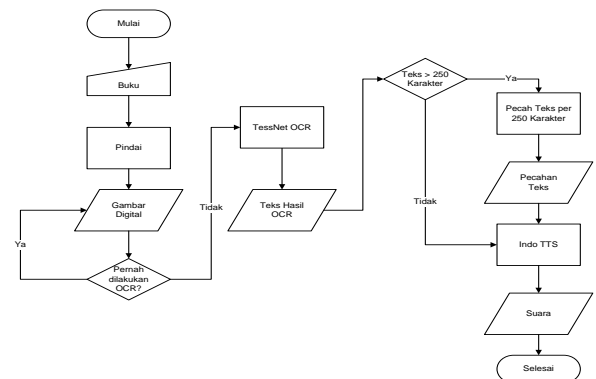 Mulai
Buku
Pindai
Gambar
Digital
Ya
Pernah
dilakukan
OCR?
Tidak
TessNet OCR
Teks Hasil
OCR
Teks > 250
Karakter
Ya
Tidak
Pecah Teks per
250 Karakter
Pecahan
Teks
Indo TTS
Suara
Selesai